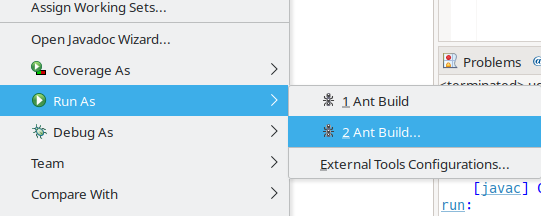 Assign Working Sets...
Open Javadoc Wizard...
Coverage As
Run As
Debug As
Team
Compare With
1 Ant Build
2 Ant Build...
External Tools Configurations...
Problems
[javac]
run: